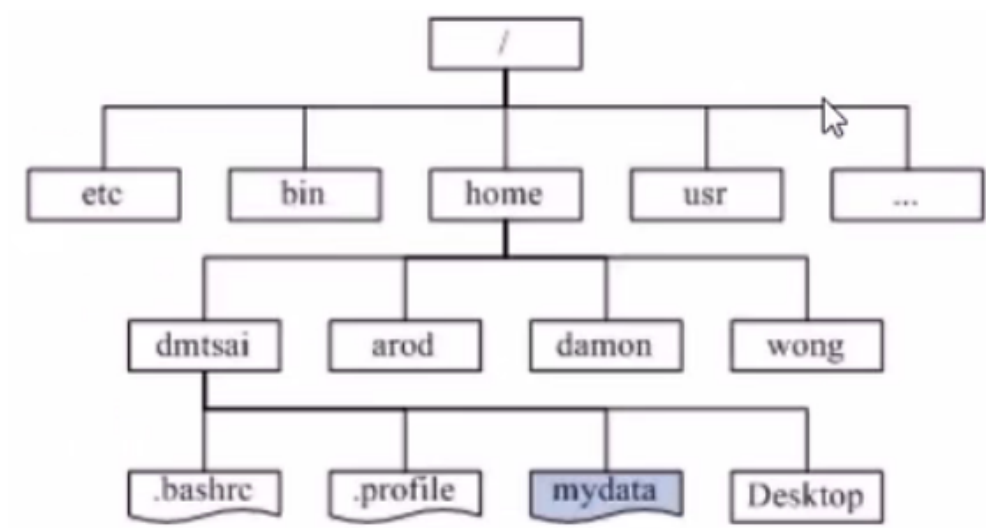 /
etc bin home usr ...
dmtsai arod damon wong
.bashrc .profile mydata Desktop